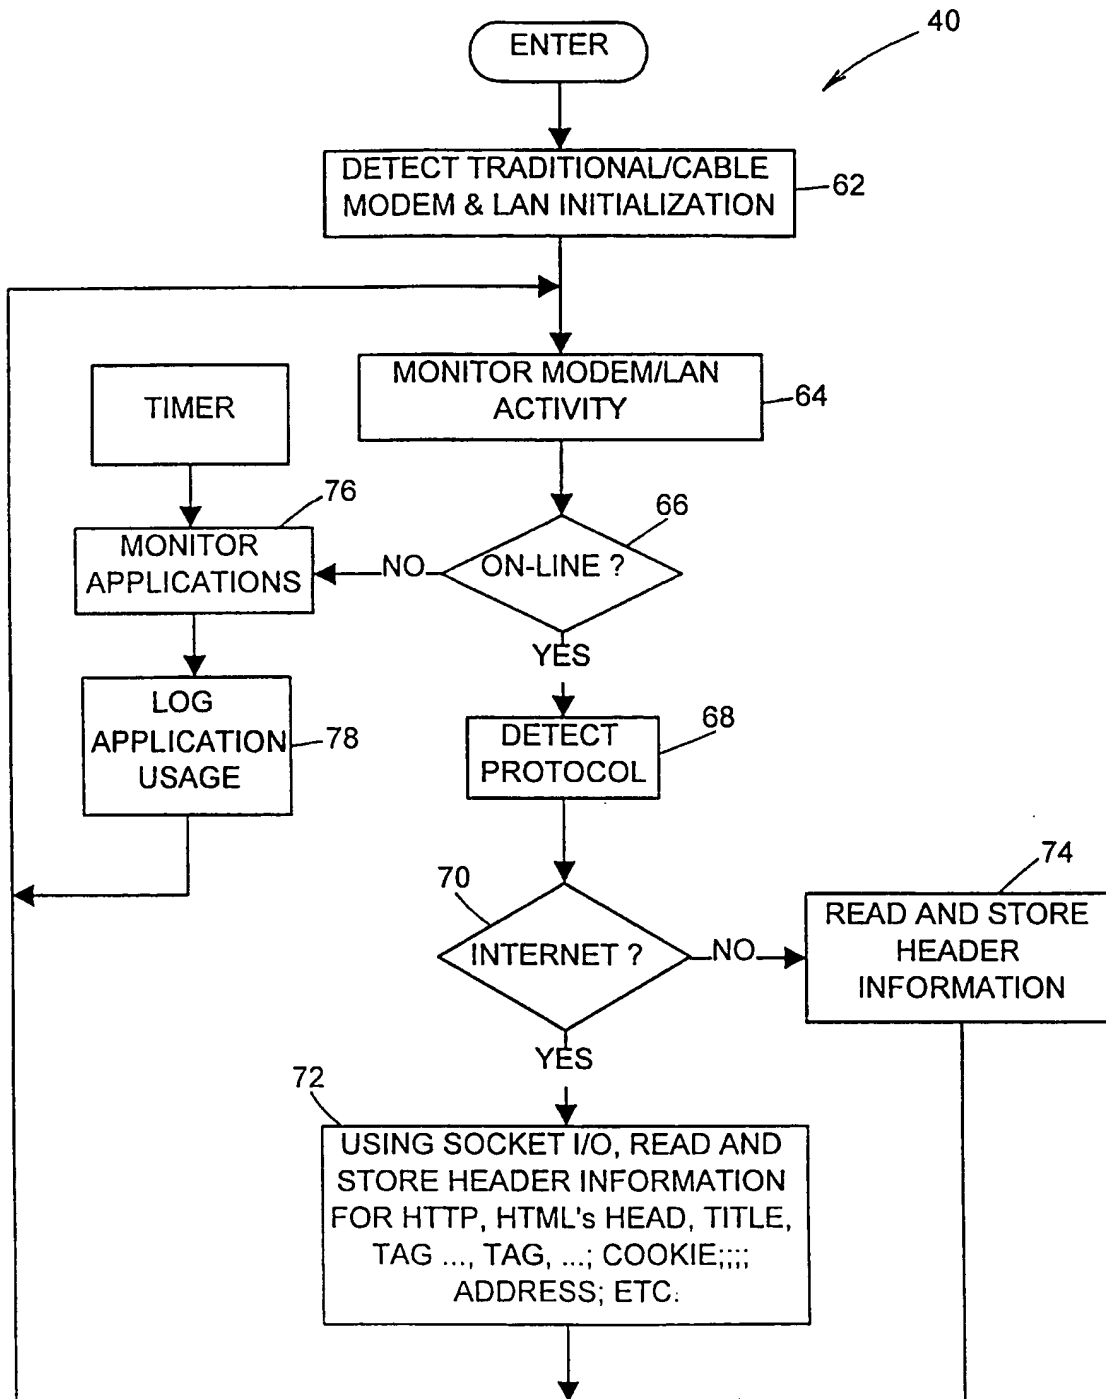 40
ENTER
DETECT TRADITIONAL/CABLE
MODEM & LAN INITIALIZATION
62
MONITOR MODEM/LAN
ACTIVITY
64
TIMER
76
MONITOR
APPLICATIONS
66
ON-LINE ?
NO
YES
LOG
APPLICATION
USAGE
78
DETECT
PROTOCOL
68
70
INTERNET ?
NO
YES
74
READ AND STORE
HEADER
INFORMATION
72
USING SOCKET I/O, READ AND
STORE HEADER INFORMATION
FOR HTTP, HTML's HEAD, TITLE,
TAG ..., TAG, ...; COOKIE;;;;
ADDRESS; ETC.